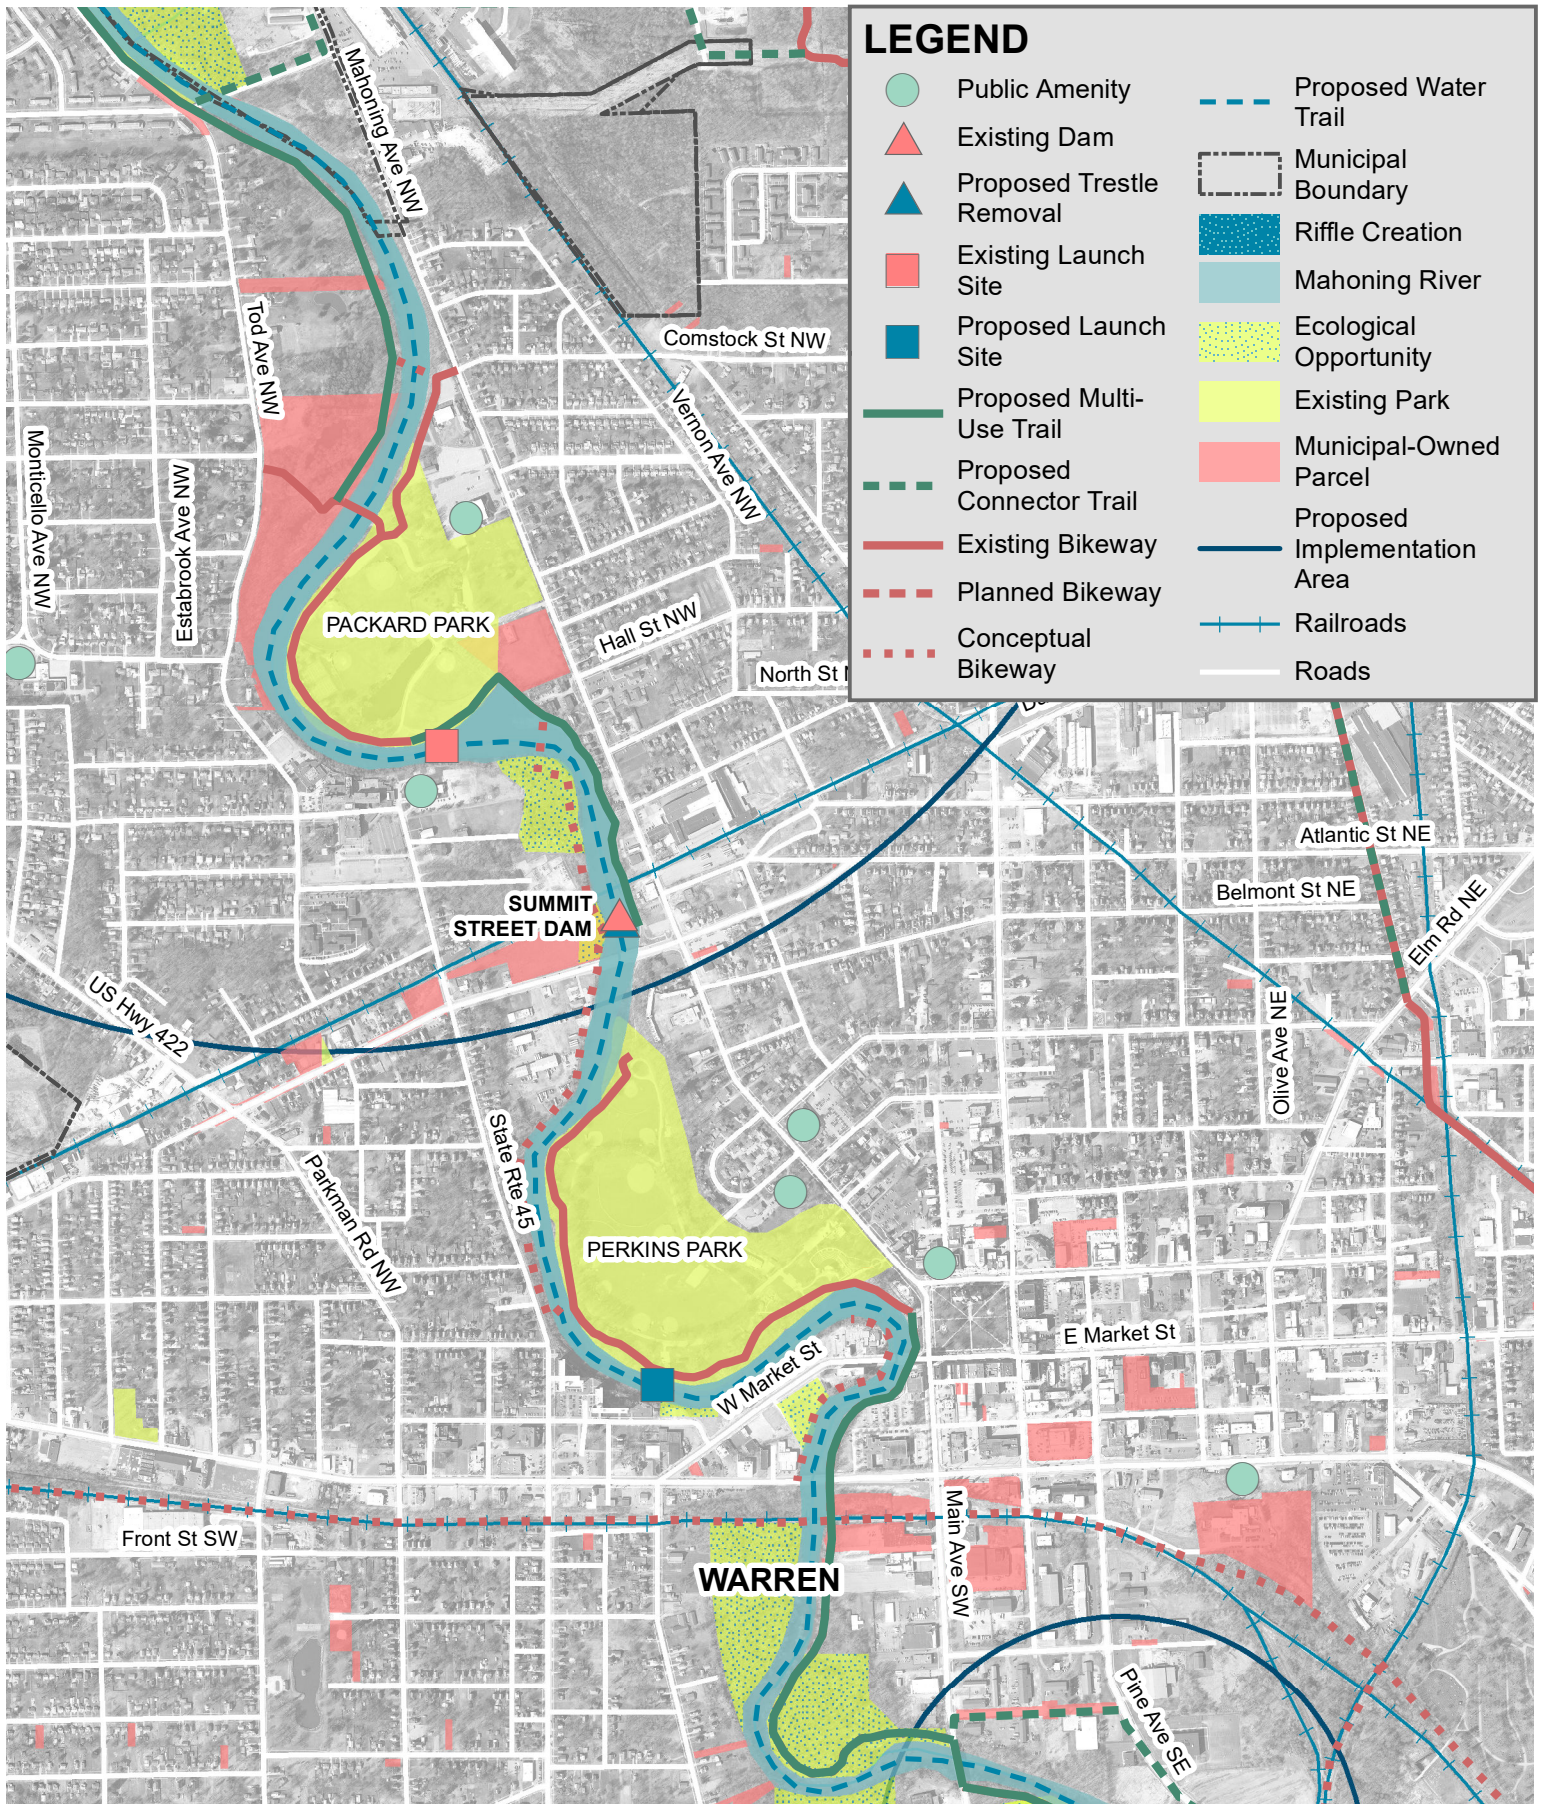 LEGEND
Public Amenity
Existing Dam
Proposed Trestle
Removal
Existing Launch
Site
Proposed Launch
Site
Proposed Multi-
Use Trail
Proposed
Connector Trail
Existing Bikeway
Planned Bikeway
Conceptual
Bikeway
Proposed Water
Trail
Municipal
Boundary
Riffle Creation
Mahoning River
Ecological
Opportunity
Existing Park
Municipal-Owned
Parcel
Proposed
Implementation
Area
Railroads
Roads
Mahoning Ave NW
Tod Ave NW
Comstock St NW
Vernon Ave NW
Monticello Ave NW
Estabrook Ave NW
PACKARD PARK
Hall St NW
North St
Atlantic St NE
Belmont St NE
Elm Rd NE
SUMMIT
STREET DAM
US Hwy 422
Olive Ave NE
State Rte 45
Parkman Rd NW
PERKINS PARK
E Market St
W Market St
Front St SW
Main Ave SW
WARREN
Pine Ave SE